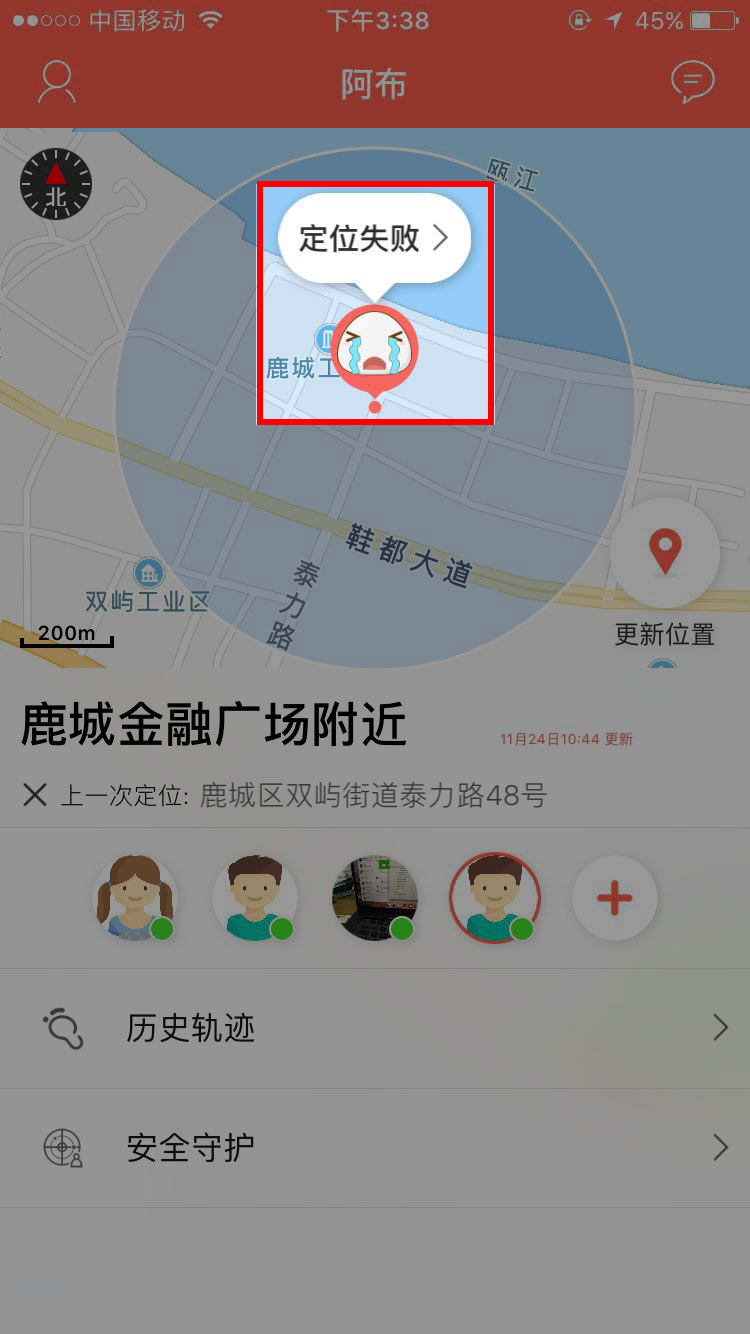 中国移动 下午3:38 45%
阿布
北
瓯江
定位失败
鹿城工
鞋都大道
泰力路
双屿工业区
200m
更新位置
鹿城金融广场附近 11月24日10:44 更新
上一次定位: 鹿城区双屿街道泰力路48号
历史轨迹
安全守护